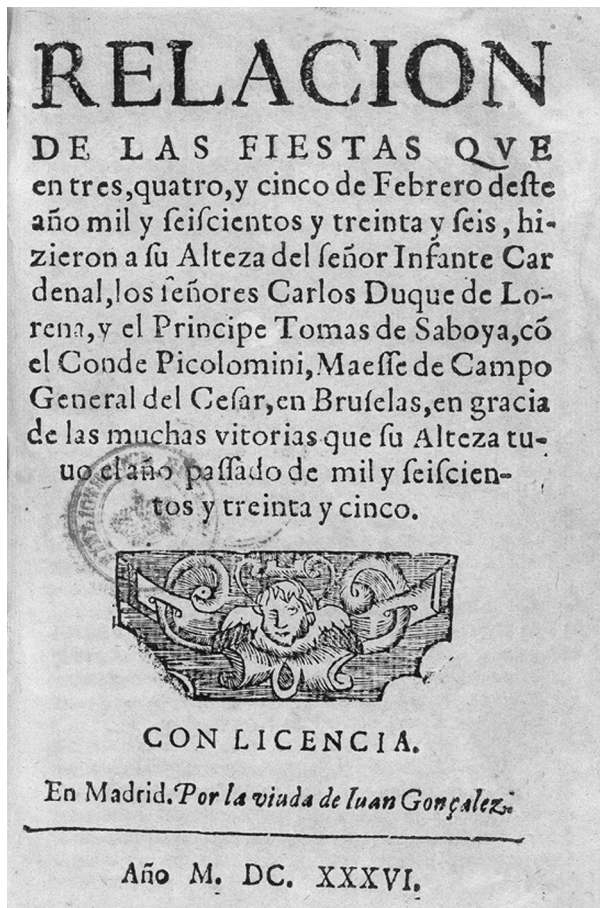 RELACION
DE LAS FIESTAS QVE
en tres,quatro,y cinco de Febrero deſte
año mil y ſeiſcientos y treinta y ſeis, hi-
zieron a ſu Alteza del ſeñor Infante Car
denal,los ſeñores Carlos Duque de Lo-
rena,y el Principe Tomas de Saboya,cõ
el Conde Picolomini,Maeſſe de Campo
General del Ceſar,en Bruſelas,en gracia
de las muchas vitorias que ſu Alteza tu-
uo el año paſſado de mil y ſeiſcien-
tos y treinta y cinco.
CON LICENCIA.
En Madrid. Por la viuda de Iuan Gonçalez.
Año M. DC. XXXVI.